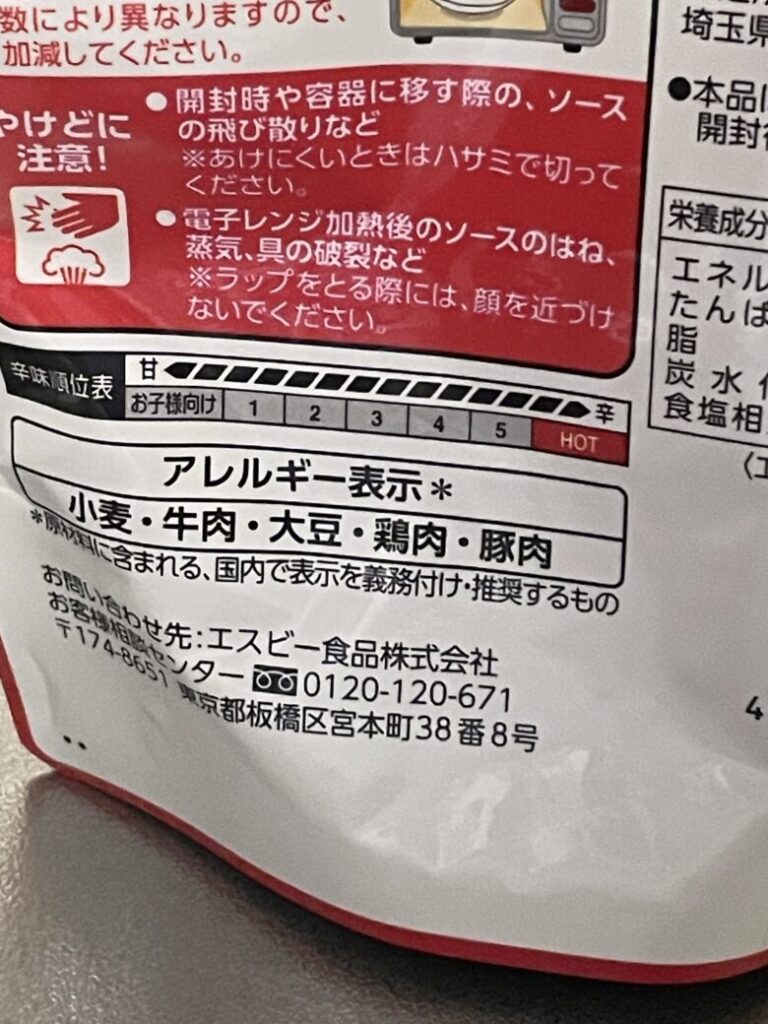 数により異なりますので、
加減してください。
やけどに
注意!
●開封時や容器に移す際の、ソース
の飛び散りなど
※あけにくいときはハサミで切って
ください。
●電子レンジ加熱後のソースのはね、
蒸気、具の破裂など
※ラップをとる際には、顔を近づけ
ないでください。
辛味順位表
甘 辛
お子様向け 1 2 3 4 5 HOT
アレルギー表示*
小麦・牛肉・大豆・鶏肉・豚肉
*原材料に含まれる、国内で表示を義務付け・推奨するもの
お問い合わせ先:エスビー食品株式会社
お客様相談センター 0120-120-671
〒174-8651 東京都板橋区宮本町38番8号
埼玉県
●本品
開封
栄養成分
エネル
たんぱ
脂
炭水
食塩相
4